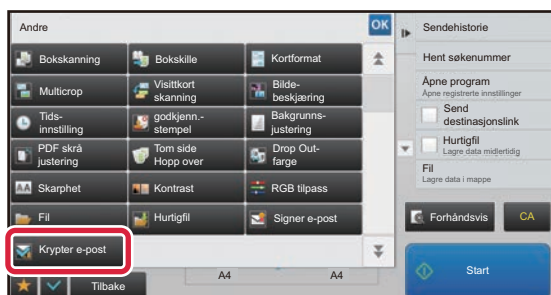 Andre
OK
Bokskanning
Bokskille
Kortformat
Multicrop
Visittkort
skanning
Bilde-
beskjæring
Tids-
innstilling
godkjenn.-
stempel
Bakgrunns-
justering
PDF skrå
justering
Tom side
Hopp over
Drop Out-
farge
AA
Skarphet
Kontrast
RGB tilpass
Fil
Hurtigfil
Signer e-post
Krypter e-post
Tilbake
A4
A4
Sendehistorie
Hent søkenummer
Åpne program
Åpne registrerte innstillinger
Send
destinasjonslink
Hurtigfil
Lagre data midlertidig
Fil
Lagre data i mappe
Forhåndsvis
CA
Start